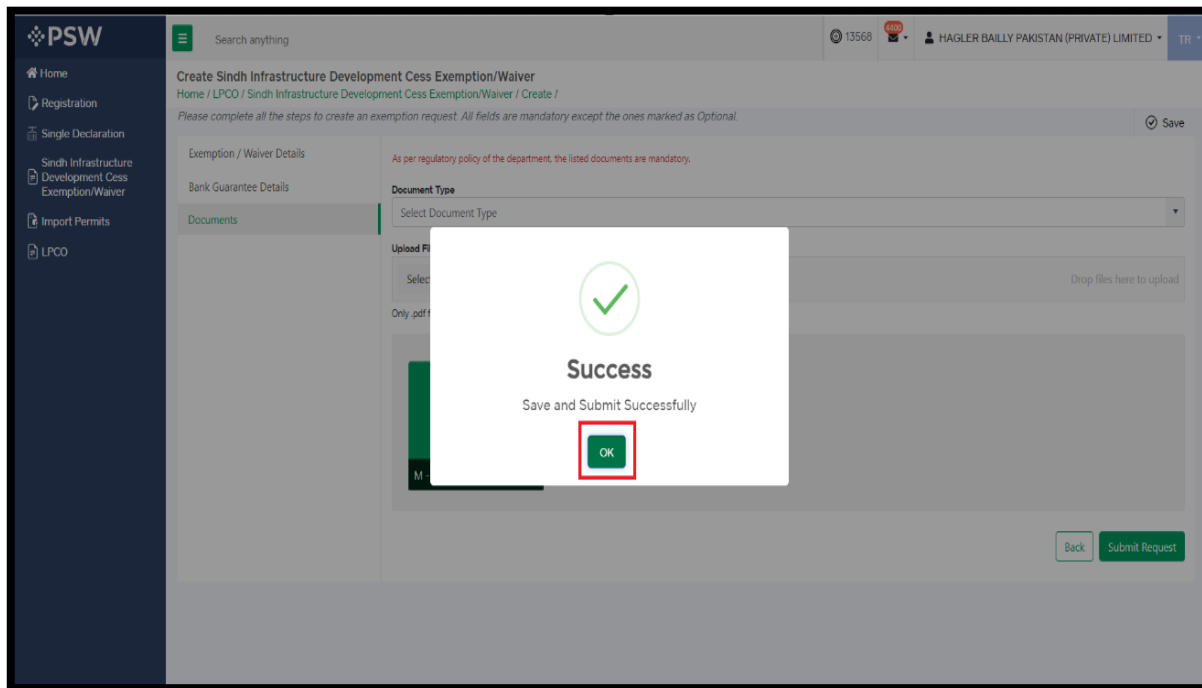 PSW
Search anything
13568
4400
HAGLER BAILLY PAKISTAN (PRIVATE) LIMITED
TR
Home
Registration
Single Declaration
Sindh Infrastructure
Development Cess
Exemption/Waiver
Import Permits
LPCO
Create Sindh Infrastructure Development Cess Exemption/Waiver
Home / LPCO / Sindh Infrastructure Development Cess Exemption/Waiver / Create /
Please complete all the steps to create an exemption request. All fields are mandatory except the ones marked as Optional.
Save
Exemption / Waiver Details
Bank Guarantee Details
Documents
As per regulatory policy of the department, the listed documents are mandatory.
Document Type
Select Document Type
Upload Fil
Selec
Drop files here to upload
Only .pdf f
M -
Success
Save and Submit Successfully
OK
Back
Submit Request